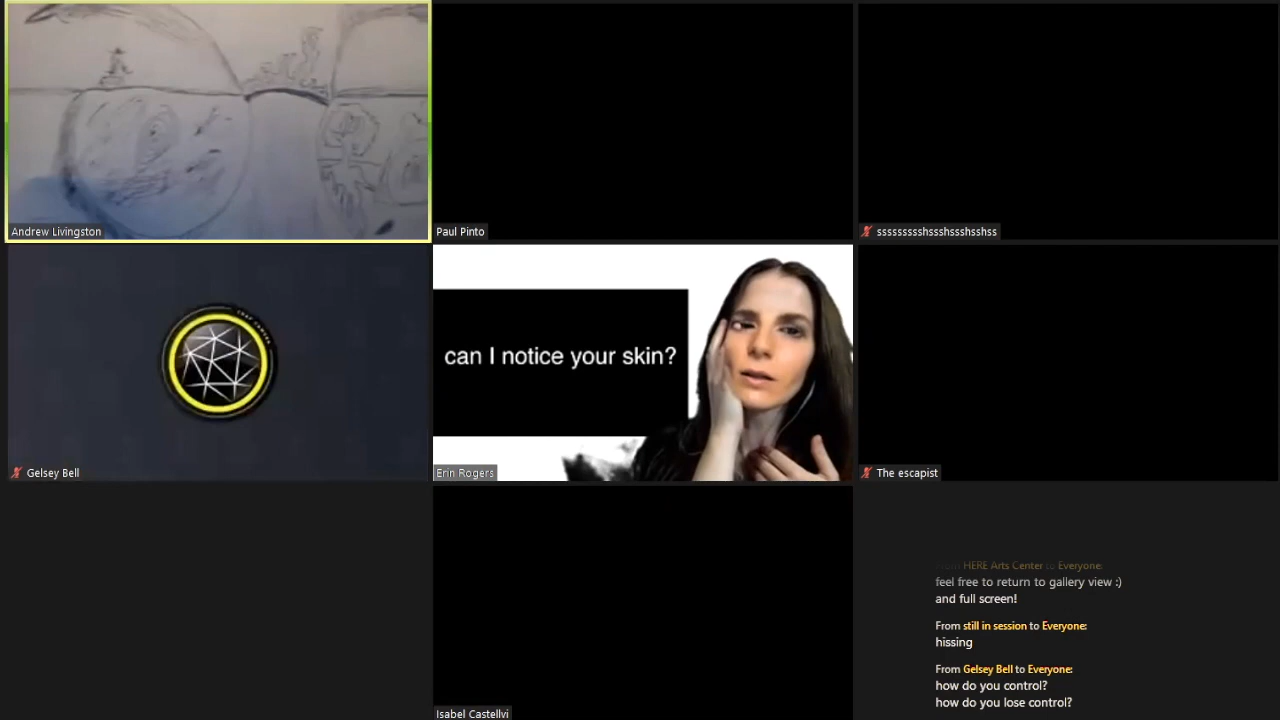 Andrew Livingston
Paul Pinto
sssssssssshssshssshsshss
Gelsey Bell
can I notice your skin?
Erin Rogers
The escapist
Isabel Castellvi
From HERE Arts Center to Everyone:
feel free to return to gallery view :)
and full screen!
From still in session to Everyone:
hissing
From Gelsey Bell to Everyone:
how do you control?
how do you lose control?